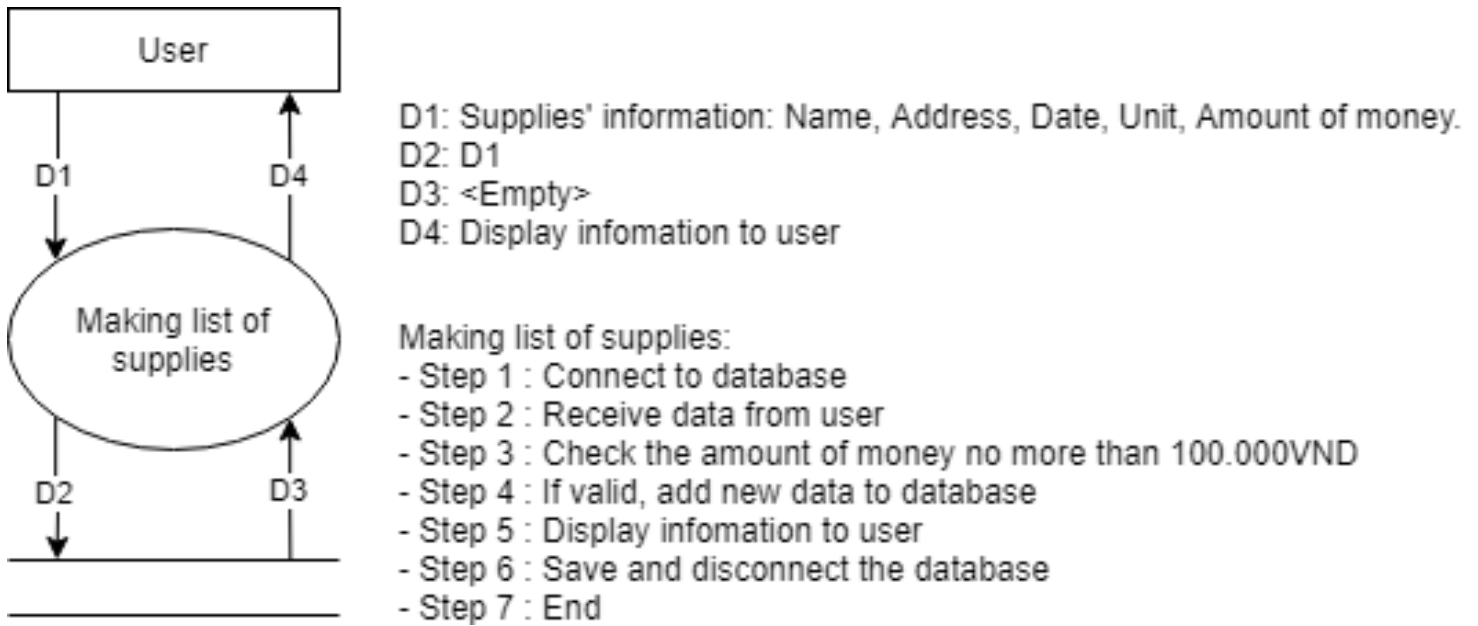 User
D1
D4
Making list of
supplies
D2
D3
D1: Supplies' information: Name, Address, Date, Unit, Amount of money.
D2: D1
D3: <Empty>
D4: Display infomation to user
Making list of supplies:
- Step 1 : Connect to database
- Step 2 : Receive data from user
- Step 3 : Check the amount of money no more than 100.000VND
- Step 4 : If valid, add new data to database
- Step 5 : Display infomation to user
- Step 6 : Save and disconnect the database
- Step 7 : End